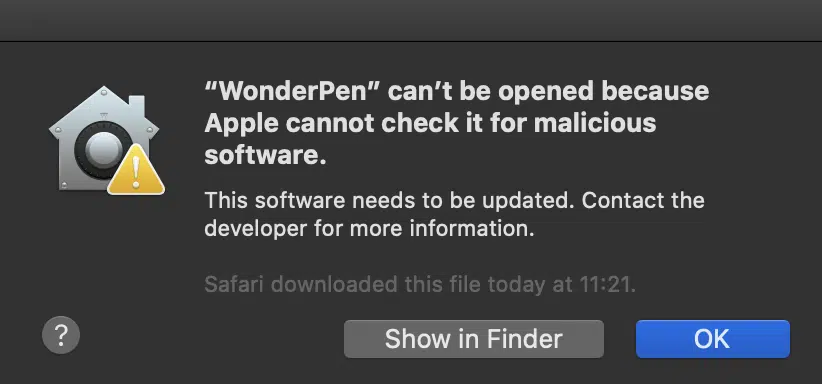 “WonderPen” can’t be opened because
Apple cannot check it for malicious
software.
This software needs to be updated. Contact the
developer for more information.
Safari downloaded this file today at 11:21.
?
Show in Finder
OK